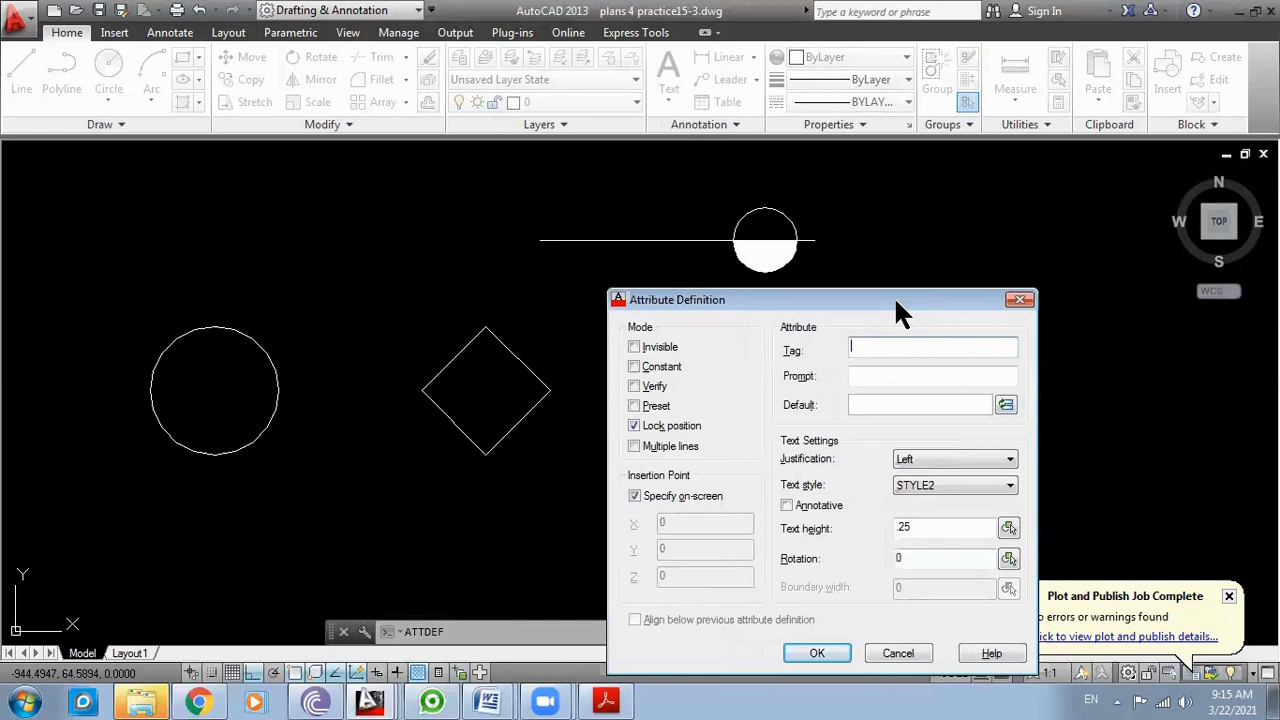 Drafting & Annotation
AutoCAD 2013 plans 4 practice15-3.dwg
Type a keyword or phrase
Sign In
Home Insert Annotate Layout Parametric View Manage Output Plug-ins Online Express Tools
Line
Polyline
Circle
Arc
Draw
Move
Rotate
Trim
Copy
Mirror
Fillet
Stretch
Scale
Array
Modify
Unsaved Layer State
0
Layers
Text
Linear
Leader
Table
Annotation
ByLayer
ByLayer
BYLAY...
Properties
Group
Groups
Measure
Utilities
Paste
Clipboard
Insert
Create
Edit
Block
N
W
TOP
E
S
WCS
Attribute Definition
Mode
Invisible
Constant
Verify
Preset
Lock position
Multiple lines
Insertion Point
Specify on-screen
X: 0
Y: 0
Z: 0
Align below previous attribute definition
Attribute
Tag:
Prompt:
Default:
Text Settings
Justification: Left
Text style: STYLE2
Annotative
Text height: .25
Rotation: 0
Boundary width: 0
OK
Cancel
Help
Y
X
ATTDEF
Plot and Publish Job Complete
o errors or warnings found
ick to view plot and publish details...
Model
Layout1
-944.4947, 64.5894, 0.0000
1:1
EN
9:15 AM
3/22/2021